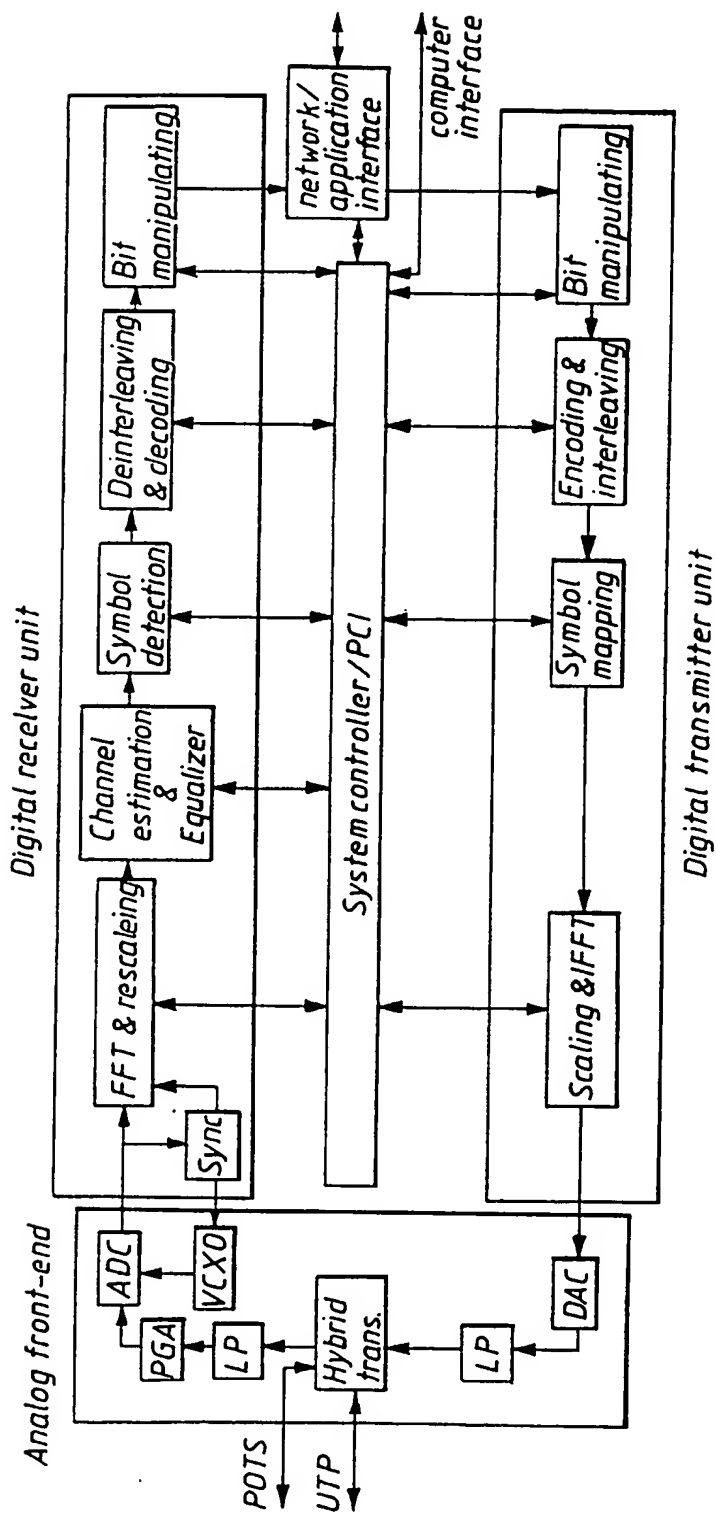 Analog front-end
POTS
UTP
Hybrid
trans.
LP
PGA
ADC
VCXO
LP
DAC
Digital receiver unit
Sync
FFT & rescaleing
Channel
estimation
&
Equalizer
Symbol
detection
Deinterleaving
& decoding
Bit
manipulating
System controller/PCI
network/
application
interface
computer
interface
Scaling &IFFT
Symbol
mapping
Encoding &
interleaving
Bit
manipulating
Digital transmitter unit